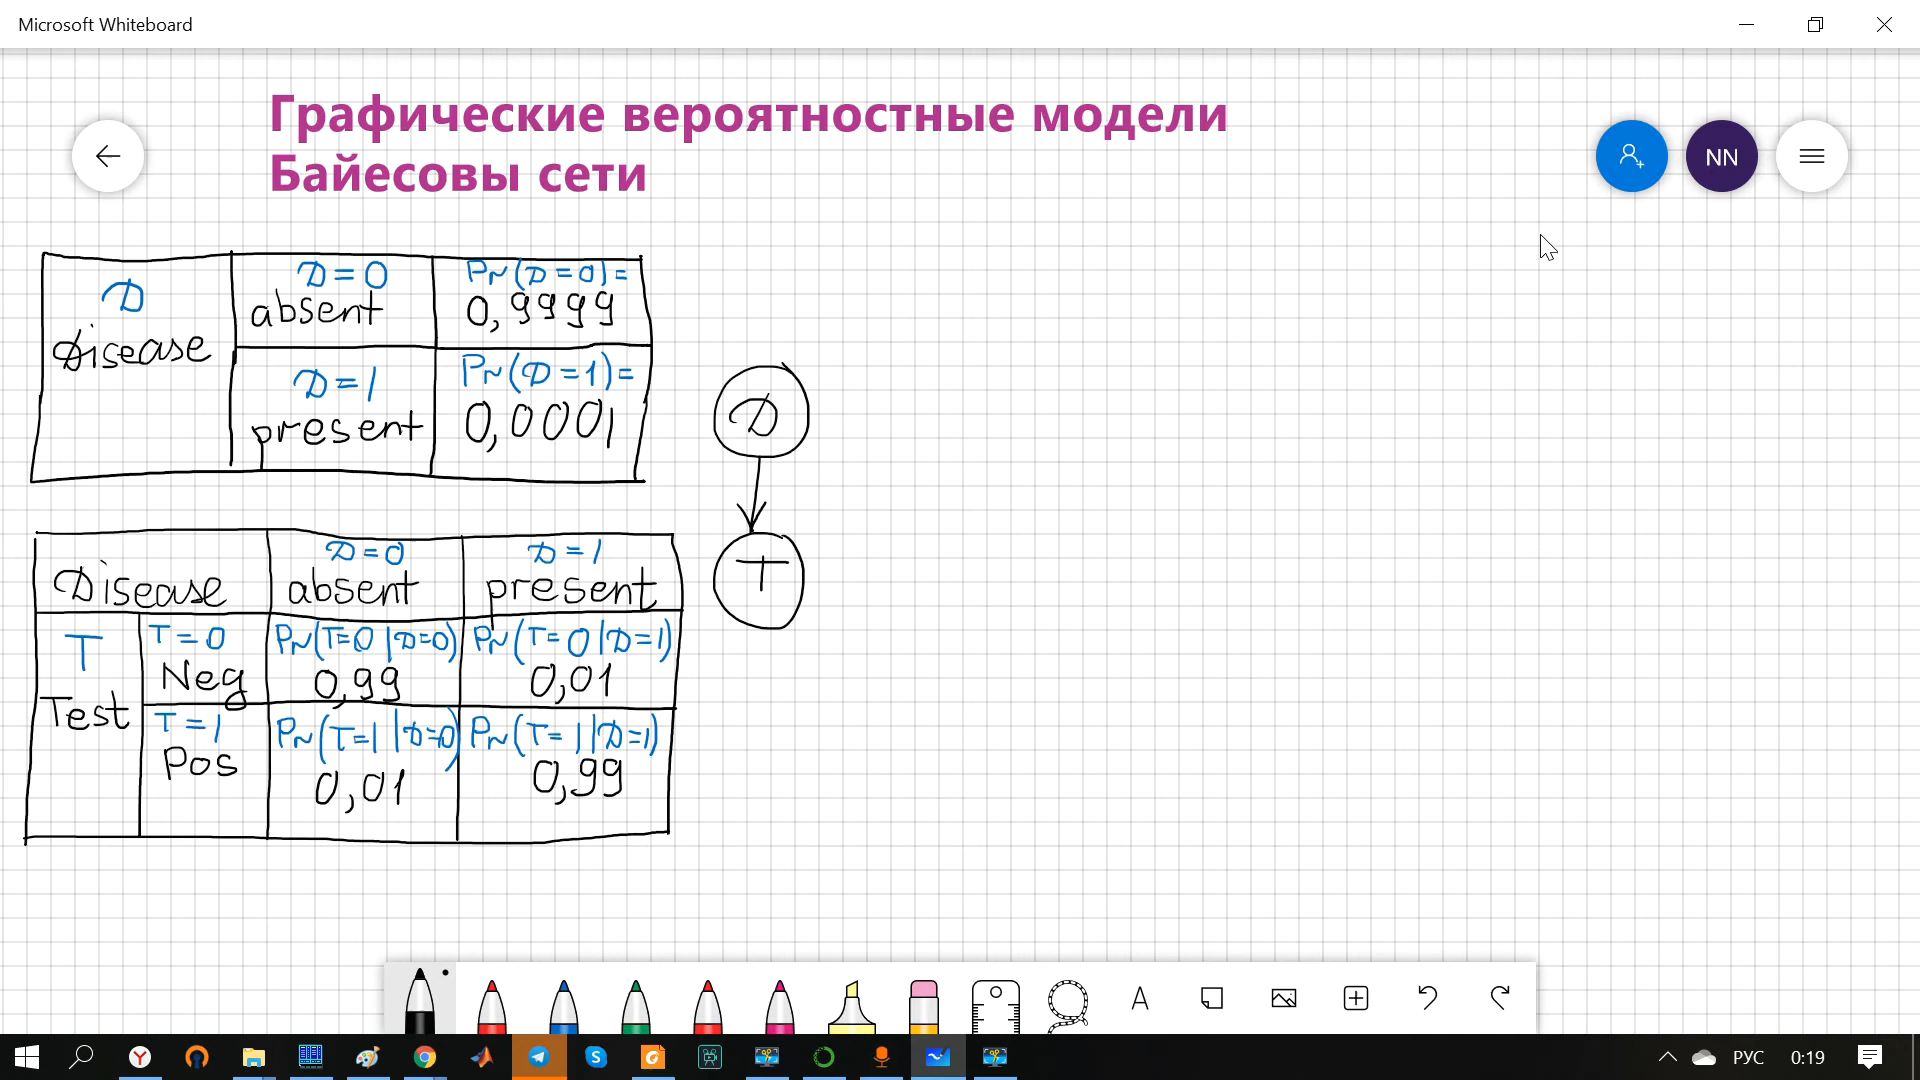 Microsoft Whiteboard
Графические вероятностные модели
Байесовы сети
NN
D
Disease
D=0
absent
Pr(D=0)=
0,9999
D=1
present
Pr(D=1)=
0,0001
D
T
Disease
D=0
absent
D=1
present
T
Test
T=0
Neg
Pr(T=0|D=0)
0,99
Pr(T=0|D=1)
0,01
T=1
Pos
Pr(T=1|D=0)
0,01
Pr(T=1|D=1)
0,99
РУС
0:19